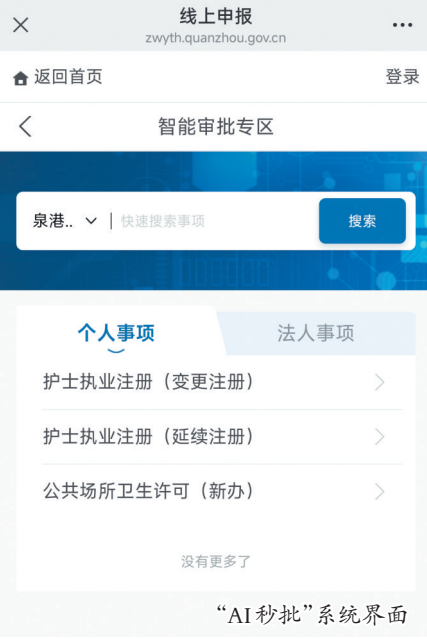 线上申报
zwyth.quanzhou.gov.cn
返回首页 登录
智能审批专区
泉港.. 快速搜索事项 搜索
个人事项 法人事项
护士执业注册（变更注册）
护士执业注册（延续注册）
公共场所卫生许可（新办）
没有更多了
“AI秒批”系统界面